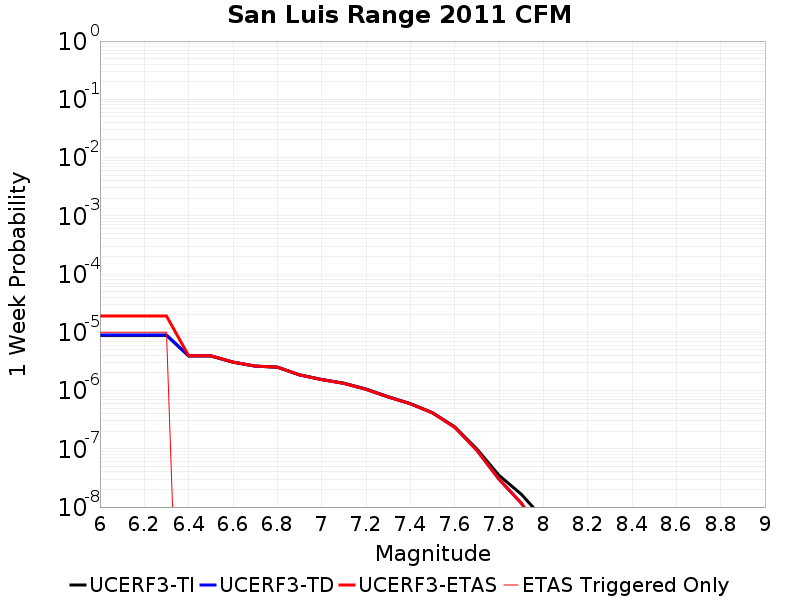 San Luis Range 2011 CFM
1 Week Probability
10^0
10^-1
10^-2
10^-3
10^-4
10^-5
10^-6
10^-7
10^-8
6 6.2 6.4 6.6 6.8 7 7.2 7.4 7.6 7.8 8 8.2 8.4 8.6 8.8 9
Magnitude
UCERF3-TI UCERF3-TD UCERF3-ETAS ETAS Triggered Only